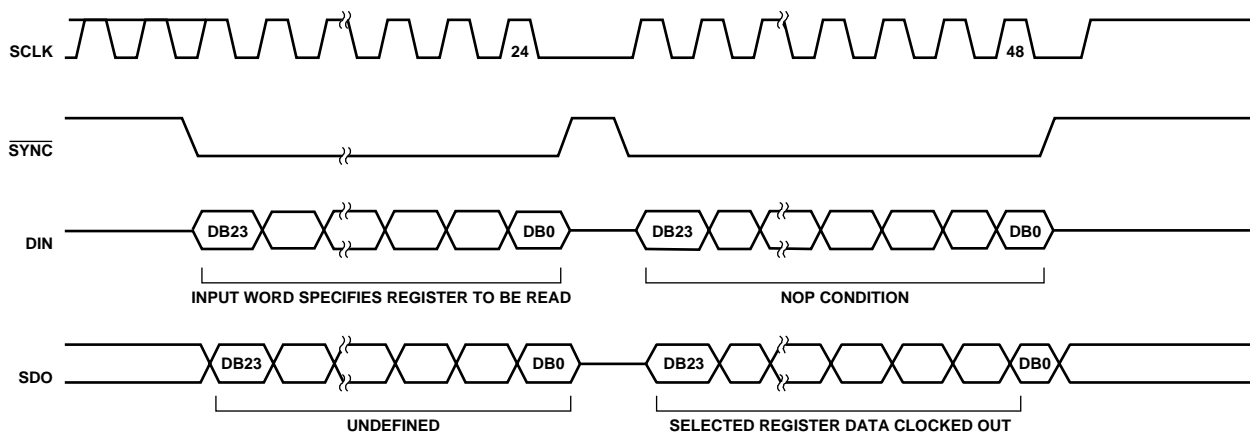 SCLK
24
48
SYNC
DIN
DB23
DB0
DB23
DB0
INPUT WORD SPECIFIES REGISTER TO BE READ
NOP CONDITION
SDO
DB23
DB0
DB23
DB0
UNDEFINED
SELECTED REGISTER DATA CLOCKED OUT